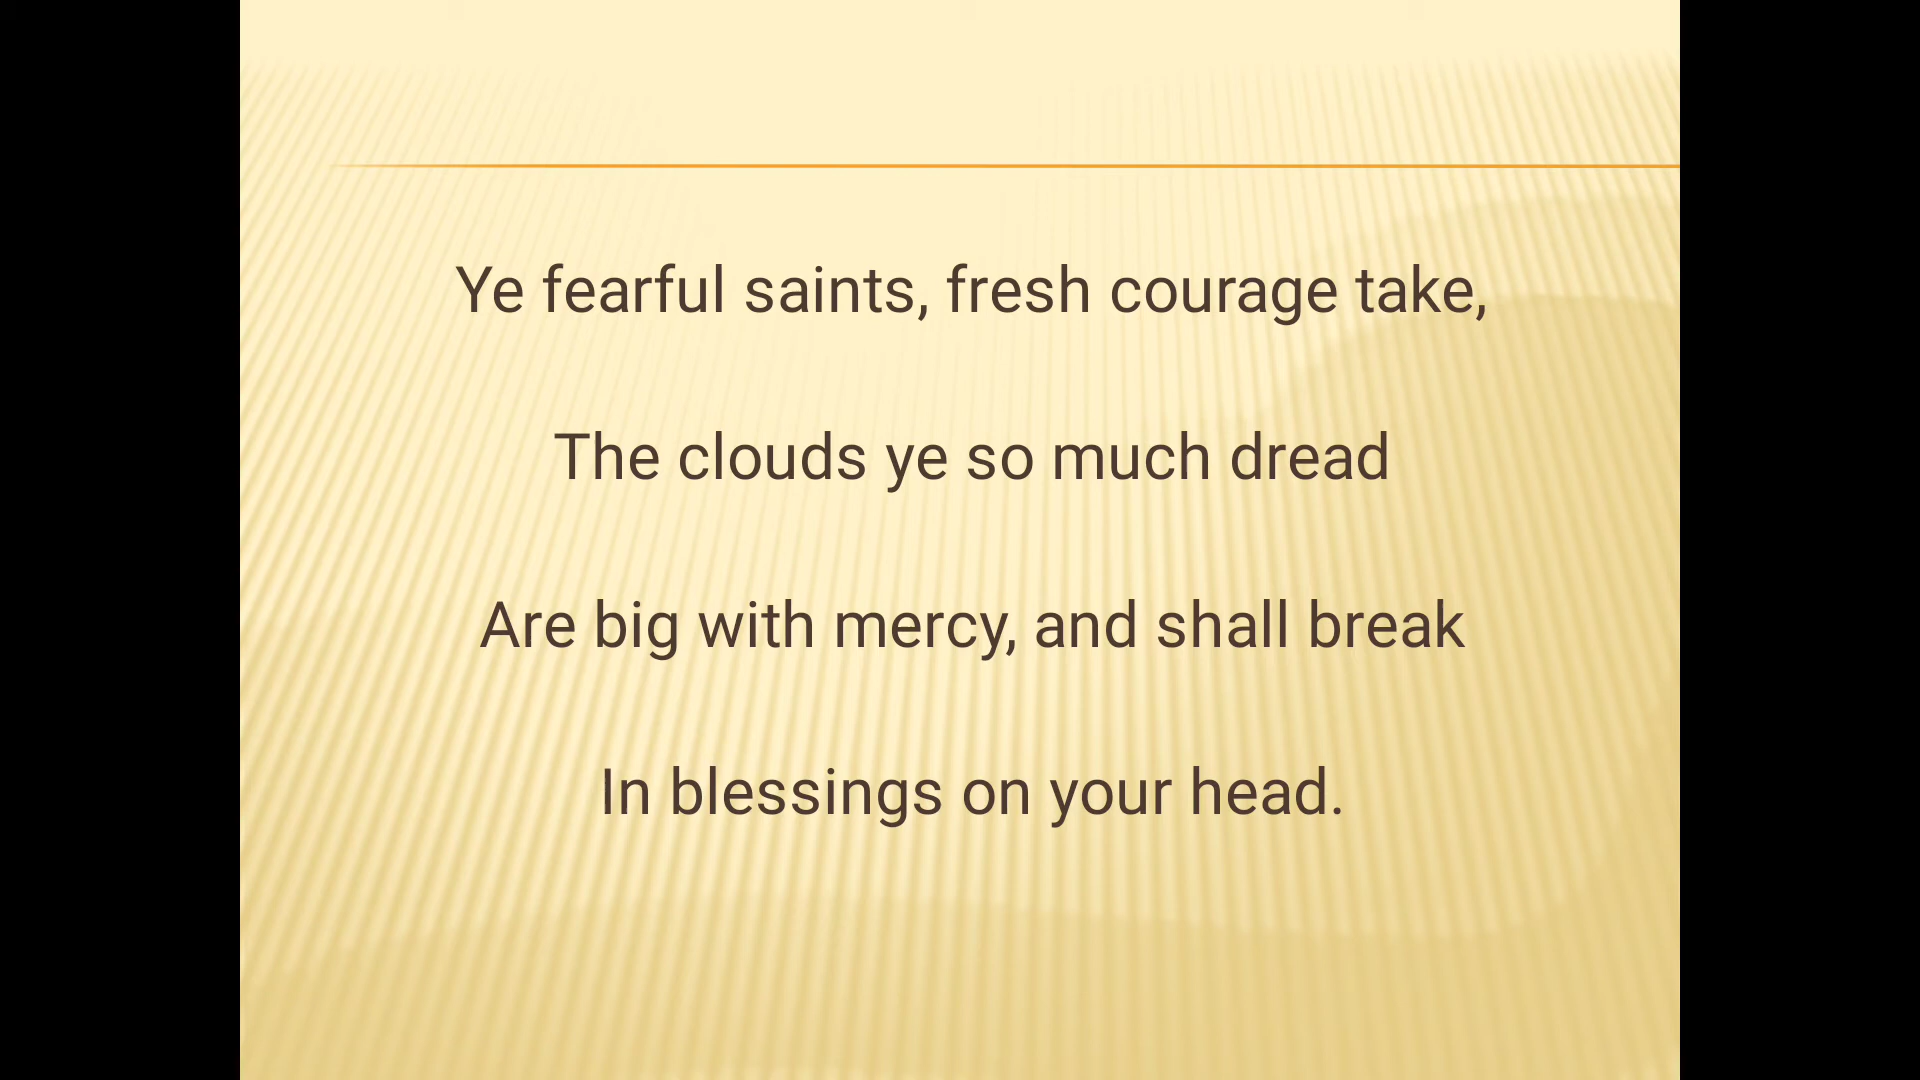 Ye fearful saints, fresh courage take,
The clouds ye so much dread
Are big with mercy, and shall break
In blessings on your head.